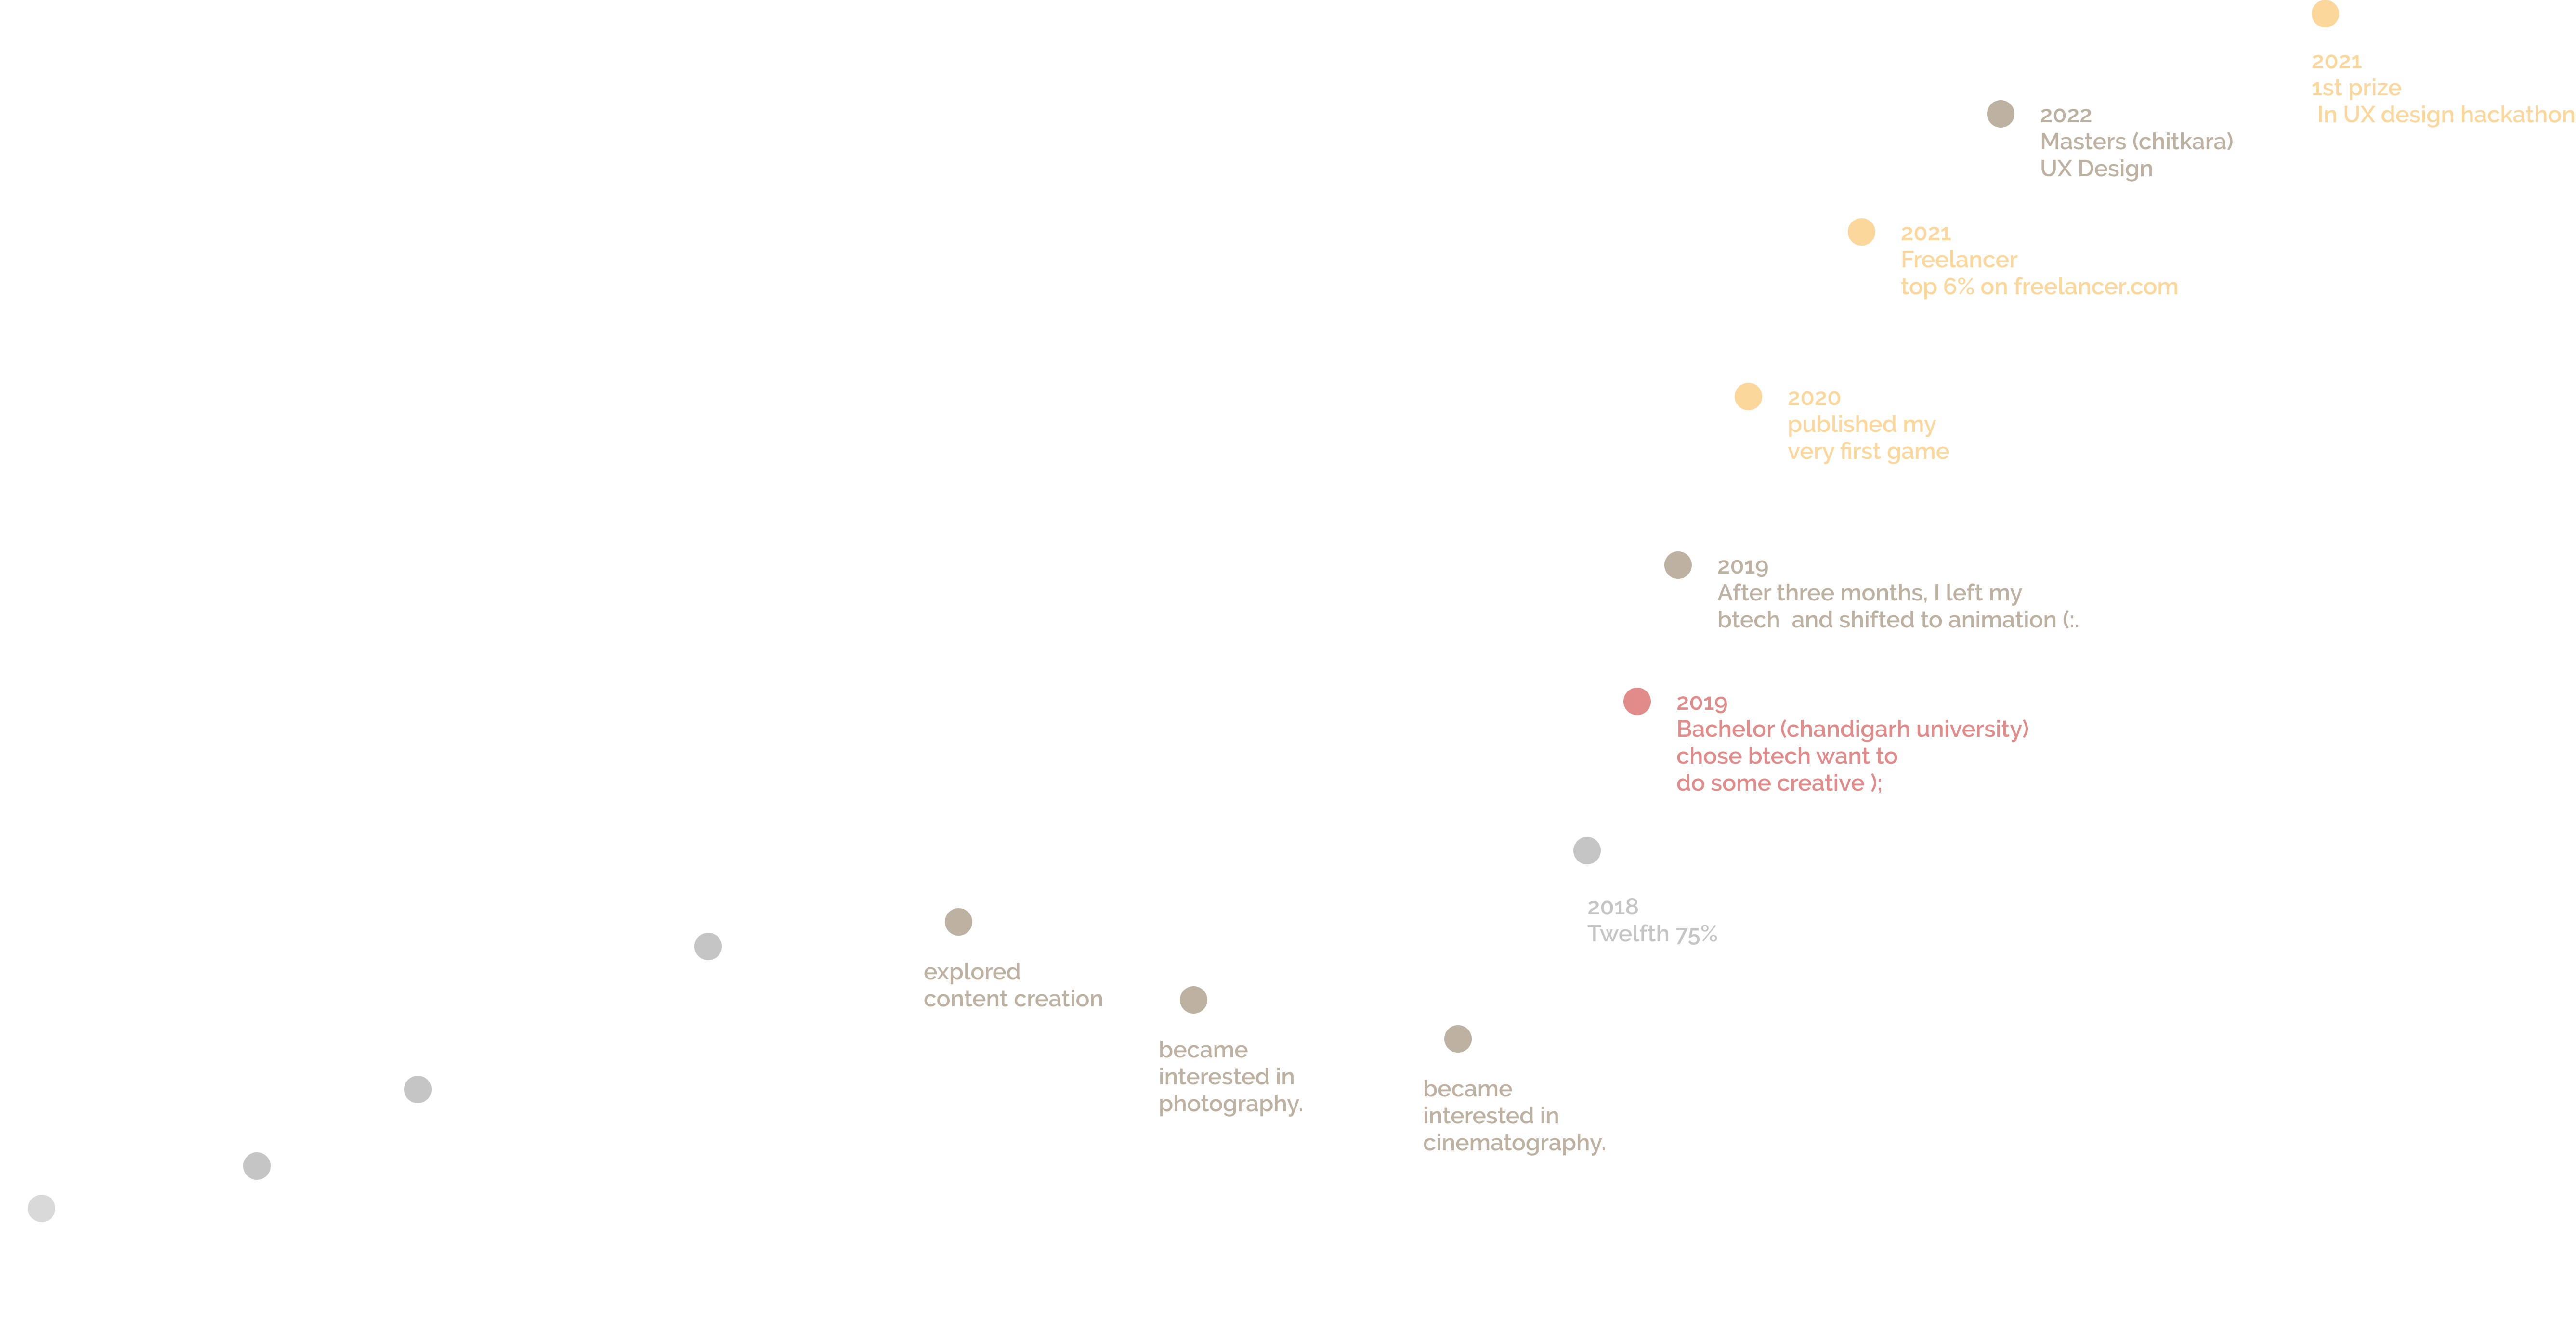 2021
1st prize
In UX design hackathon
2022
Masters (chitkara)
UX Design
2021
Freelancer
top 6% on freelancer.com
2020
published my
very first game
2019
After three months, I left my
btech  and shifted to animation (:.
2019
Bachelor (chandigarh university)
chose btech want to
do some creative );
2018
Twelfth 75%
explored
content creation
became
interested in
photography.
became
interested in
cinematography.